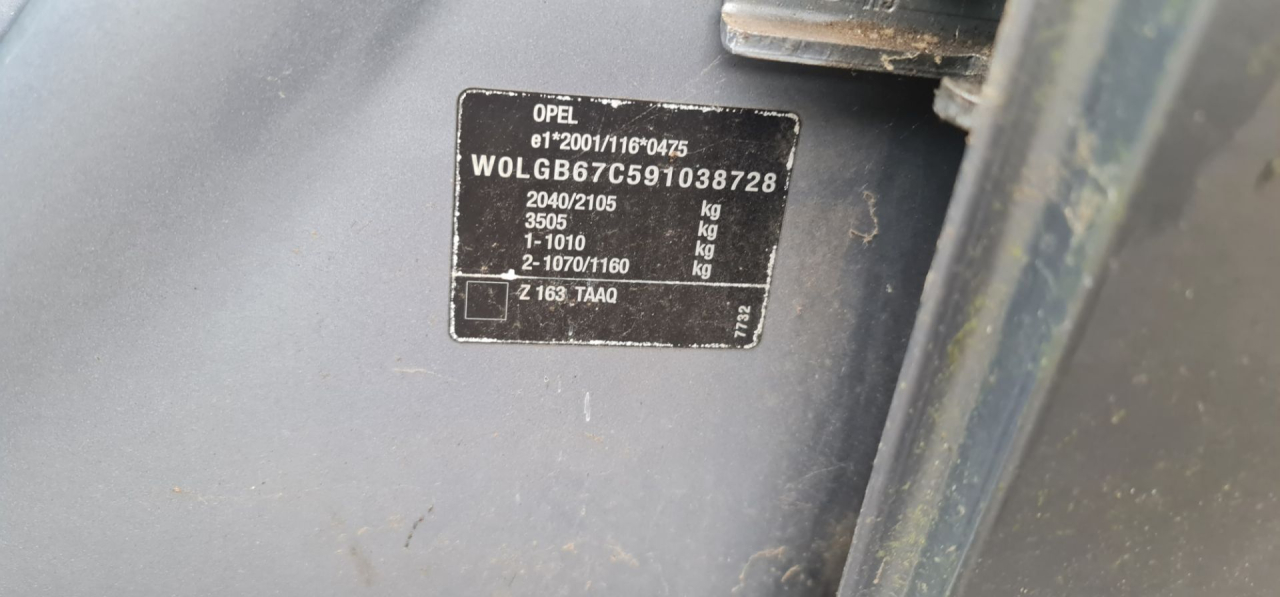 OPEL
e1*2001/116*0475
W0LGB67C591038728
2040/2105 kg
3505 kg
1-1010 kg
2-1070/1160 kg
Z 163 TAAQ
7732